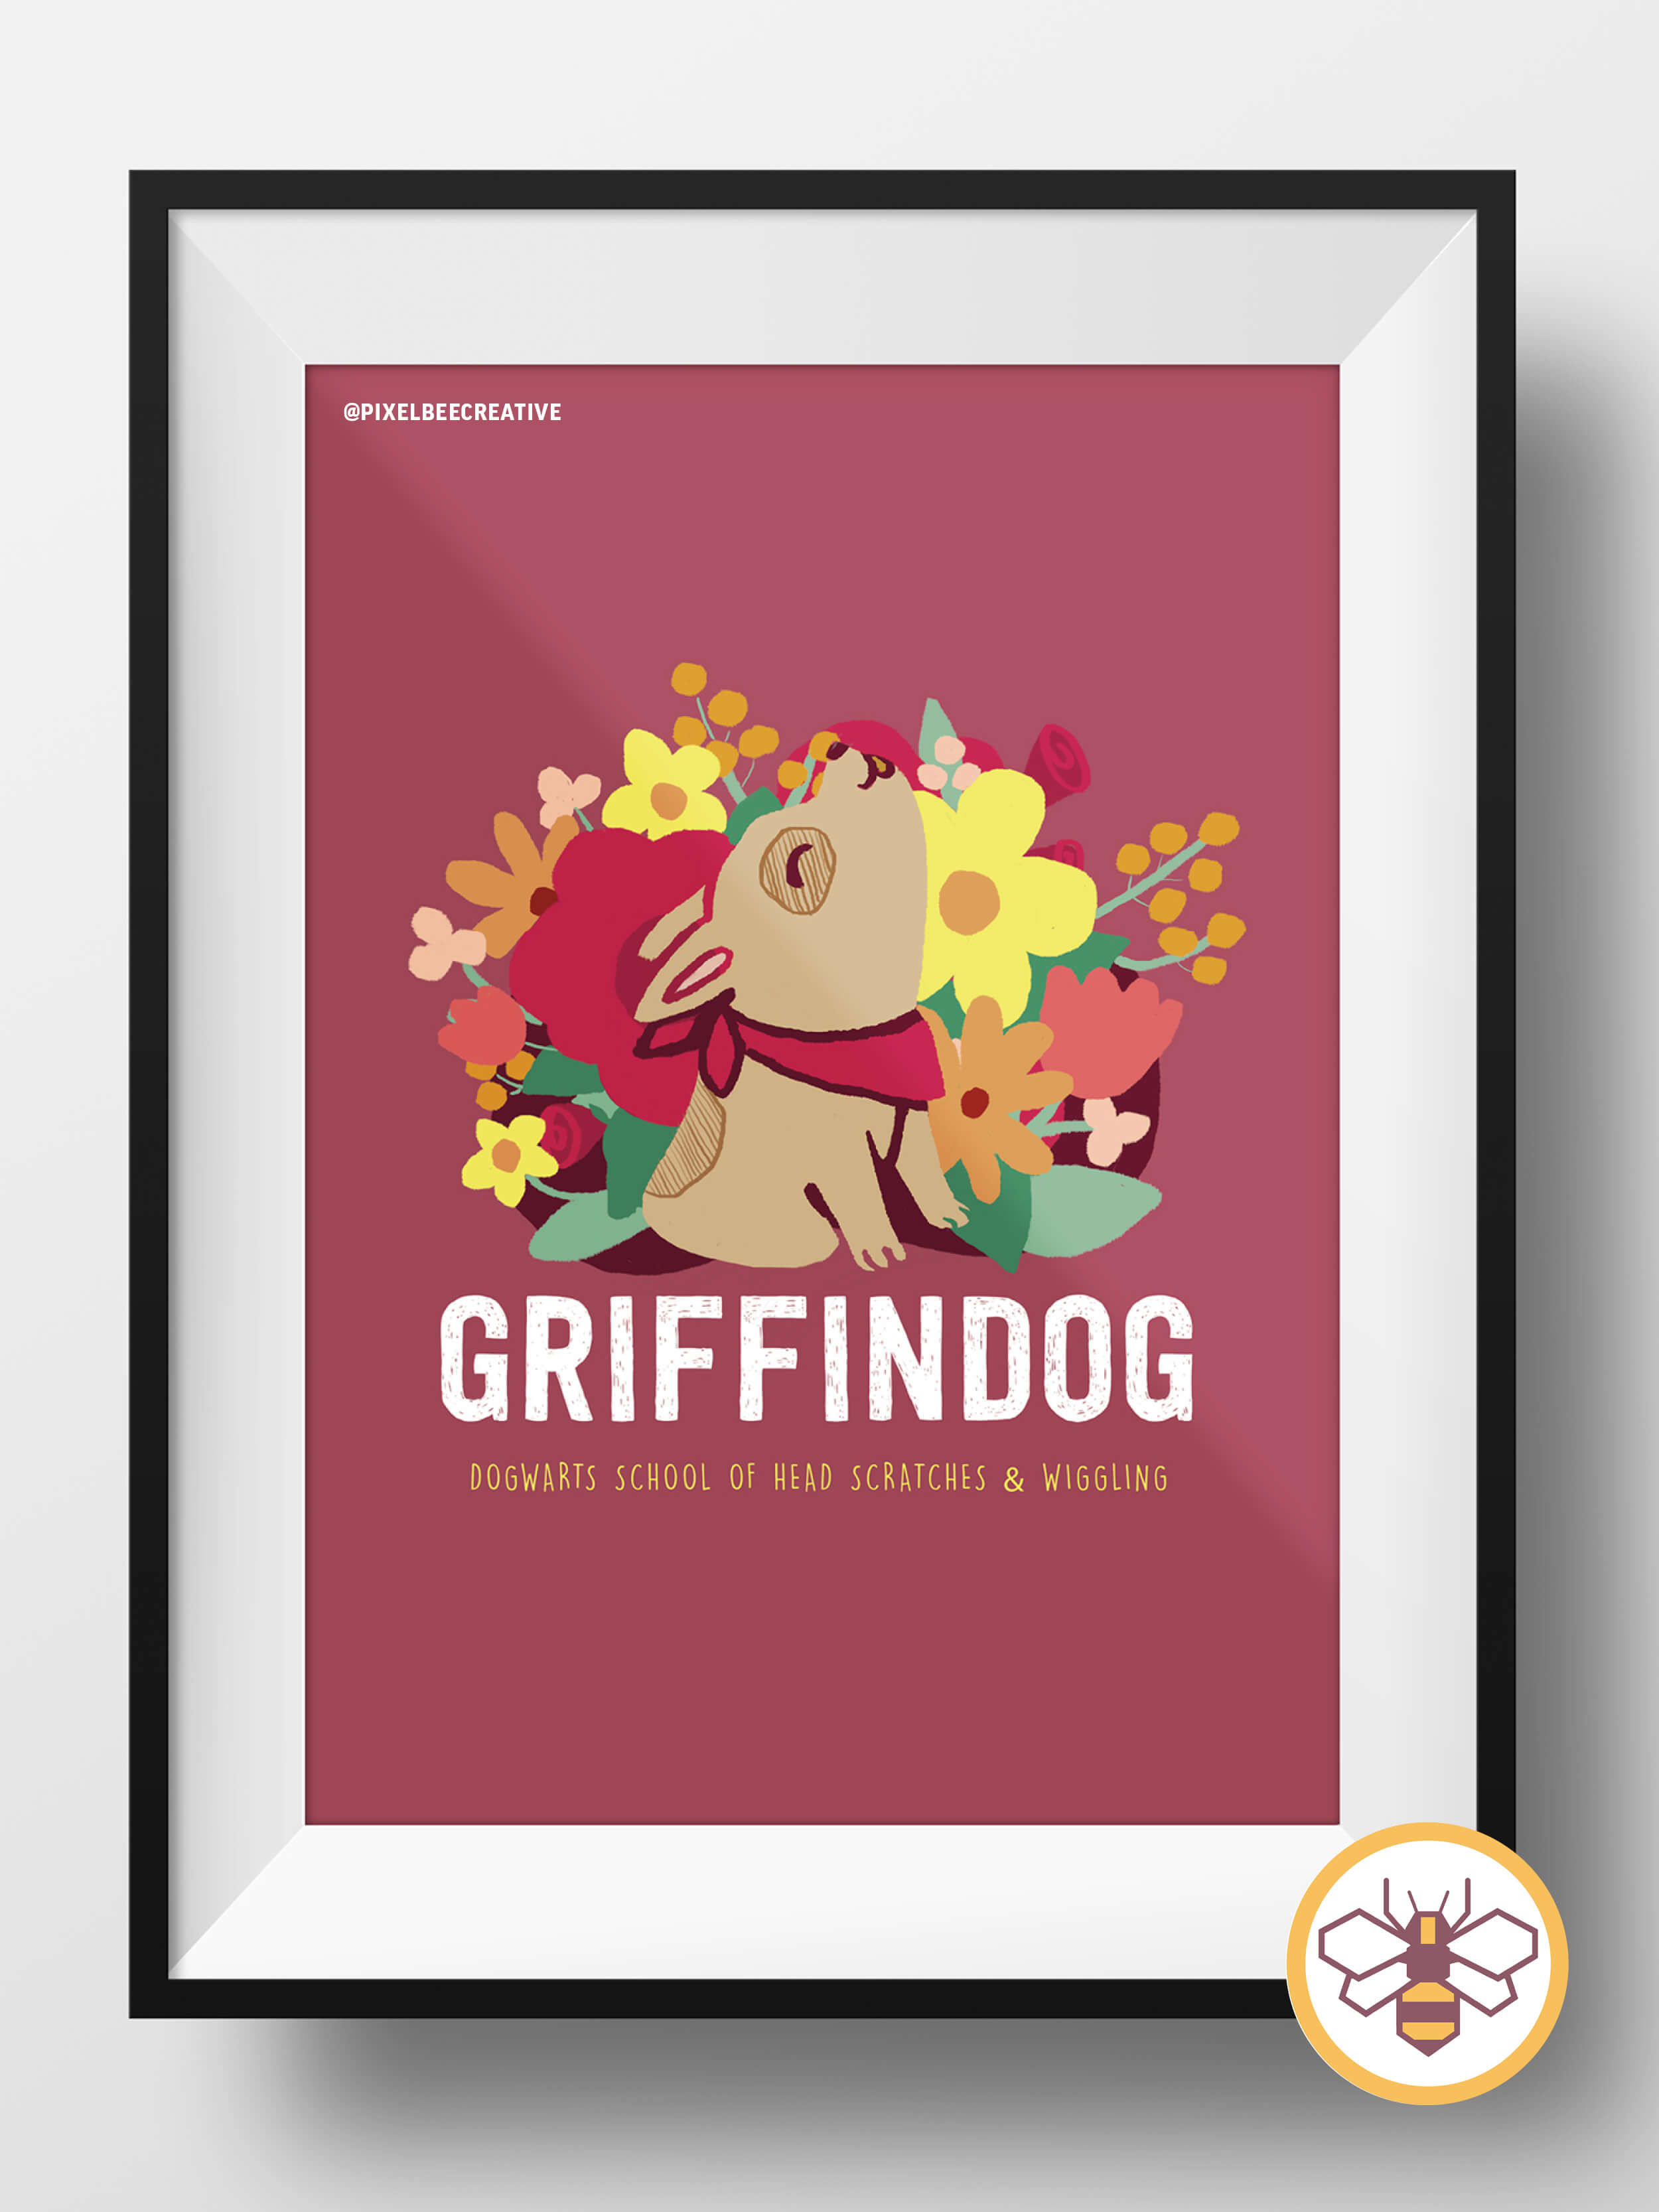 @PIXELBEECREATIVE
GRIFFINDOG
DOGWARTS SCHOOL OF HEAD SCRATCHES & WIGGLING